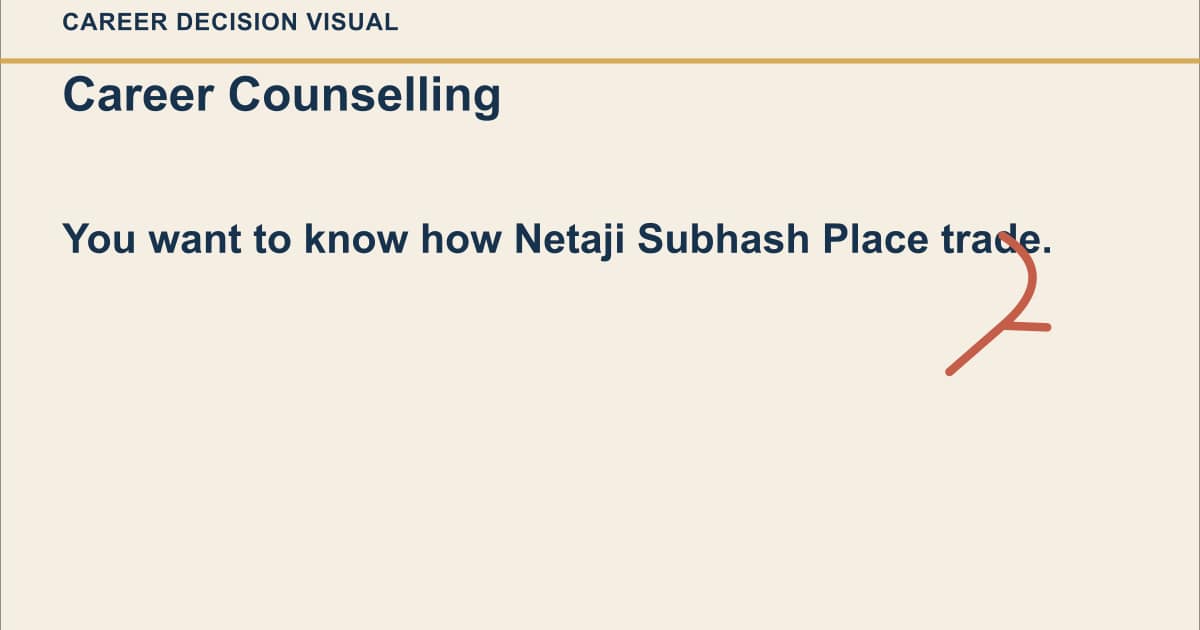 CAREER DECISION VISUAL
Career Counselling
You want to know how Netaji Subhash Place trade.